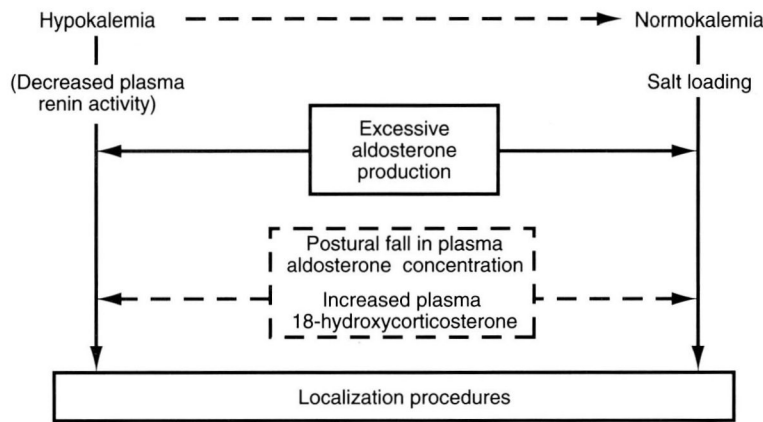 Hypokalemia
Normokalemia
(Decreased plasma
renin activity)
Salt loading
Excessive
aldosterone
production
Postural fall in plasma
aldosterone concentration
Increased plasma
18-hydroxycorticosterone
Localization procedures